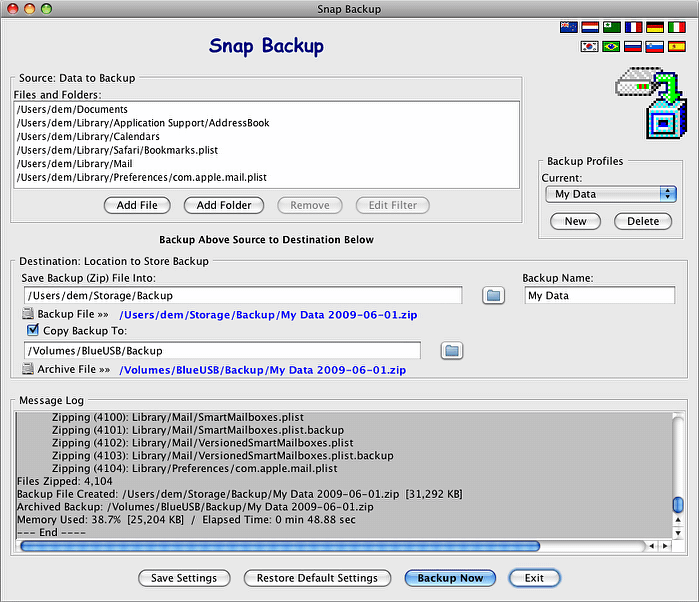 Snap Backup
Snap Backup
Source: Data to Backup
Files and Folders:
/Users/dem/Documents
/Users/dem/Library/Application Support/AddressBook
/Users/dem/Library/Calendars
/Users/dem/Library/Safari/Bookmarks.plist
/Users/dem/Library/Mail
/Users/dem/Library/Preferences/com.apple.mail.plist
Add File Add Folder Remove Edit Filter
Backup Profiles
Current:
My Data
New Delete
Backup Above Source to Destination Below
Destination: Location to Store Backup
Save Backup (Zip) File Into: Backup Name:
/Users/dem/Storage/Backup My Data
Backup File »» /Users/dem/Storage/Backup/My Data 2009-06-01.zip
Copy Backup To:
/Volumes/BlueUSB/Backup
Archive File »» /Volumes/BlueUSB/Backup/My Data 2009-06-01.zip
Message Log
Zipping (4100): Library/Mail/SmartMailboxes.plist
Zipping (4101): Library/Mail/SmartMailboxes.plist.backup
Zipping (4102): Library/Mail/VersionedSmartMailboxes.plist
Zipping (4103): Library/Mail/VersionedSmartMailboxes.plist.backup
Zipping (4104): Library/Preferences/com.apple.mail.plist
Files Zipped: 4,104
Backup File Created: /Users/dem/Storage/Backup/My Data 2009-06-01.zip [31,292 KB]
Archived Backup: /Volumes/BlueUSB/Backup/My Data 2009-06-01.zip
Memory Used: 38.7% [25,204 KB] / Elapsed Time: 0 min 48.88 sec
--- End ----
Save Settings Restore Default Settings Backup Now Exit